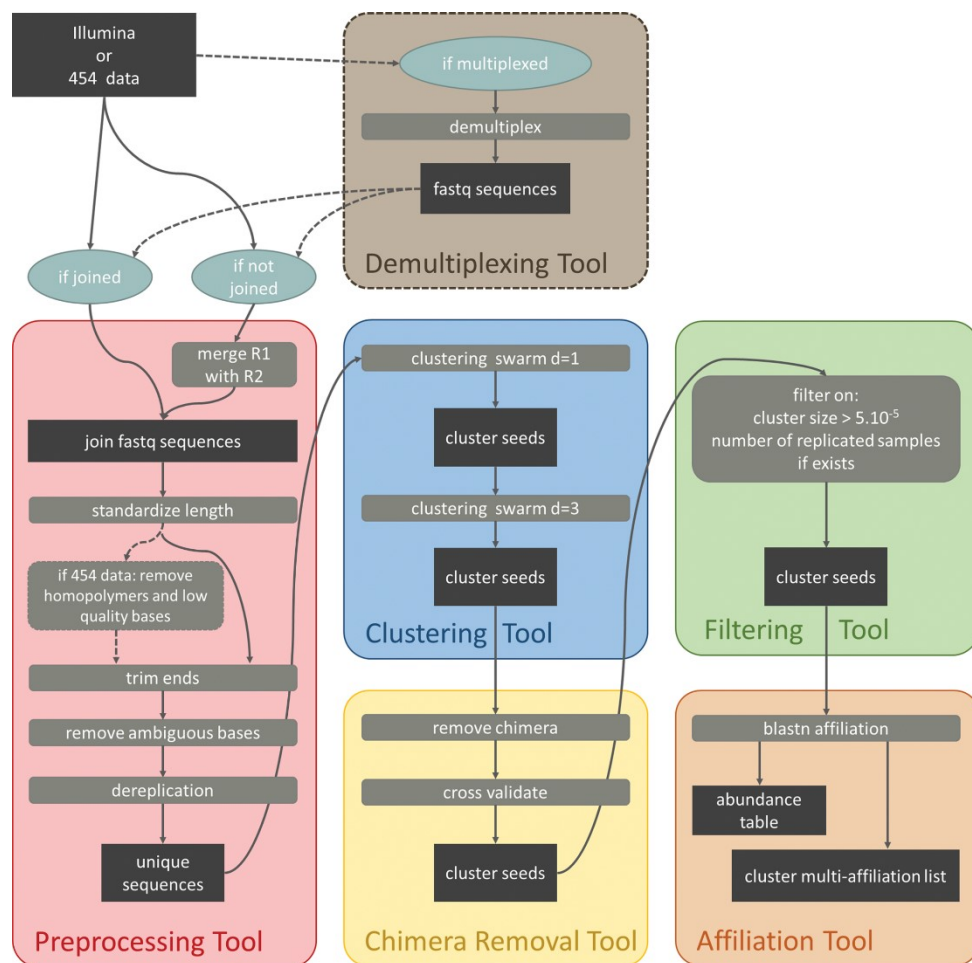 Illumina
or
454 data
if multiplexed
demultiplex
fastq sequences
Demultiplexing Tool
if joined
if not
joined
merge R1
with R2
join fastq sequences
standardize length
if 454 data: remove
homopolymers and low
quality bases
trim ends
remove ambiguous bases
dereplication
unique
sequences
Preprocessing Tool
clustering swarm d=1
cluster seeds
clustering swarm d=3
cluster seeds
Clustering Tool
remove chimera
cross validate
cluster seeds
Chimera Removal Tool
filter on:
cluster size > 5.10⁻⁵
number of replicated samples
if exists
cluster seeds
Filtering Tool
blastn affiliation
abundance
table
cluster multi-affiliation list
Affiliation Tool